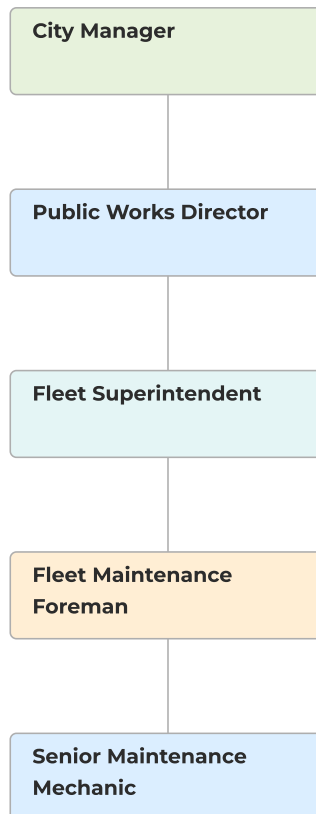 City Manager
Public Works Director
Fleet Superintendent
Fleet Maintenance
Foreman
Senior Maintenance
Mechanic